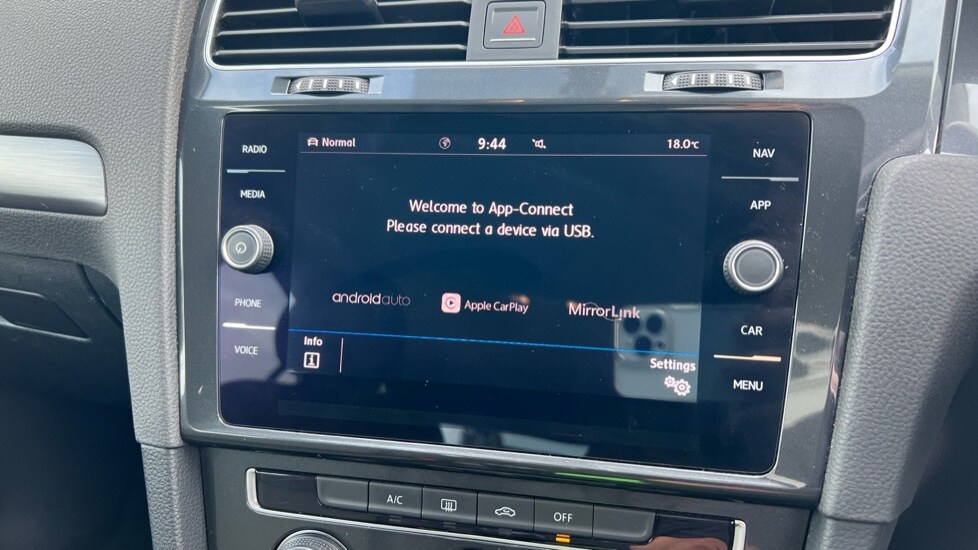 RADIO
MEDIA
PHONE
VOICE
Normal
9:44
18.0°C
Welcome to App-Connect
Please connect a device via USB.
androidauto
Apple CarPlay
MirrorLink
Info
i
Settings
NAV
APP
CAR
MENU
A/C
OFF